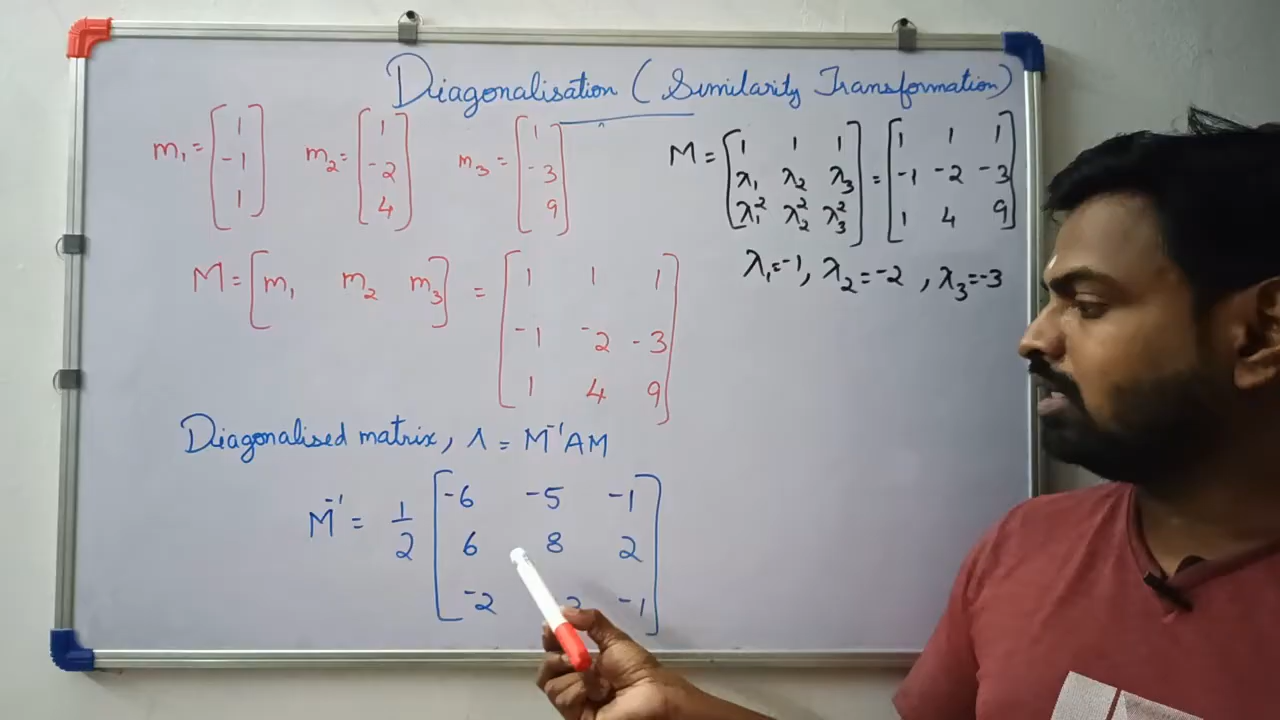 Diagonalisation (Similarity Transformation)
m₁ = [1 -1 1] m₂ = [1 -2 4] m₃ = [1 -3 9]
M = [1 1 1; λ₁ λ₂ λ₃; λ₁² λ₂² λ₃²] = [1 1 1; -1 -2 -3; 1 4 9]
λ₁=-1, λ₂=-2, λ₃=-3
M = [m₁ m₂ m₃] = [1 1 1; -1 -2 -3; 1 4 9]
Diagonalised matrix, Λ = M⁻¹AM
M⁻¹ = 1/2 [-6 -5 -1; 6 8 2; -2 -1]